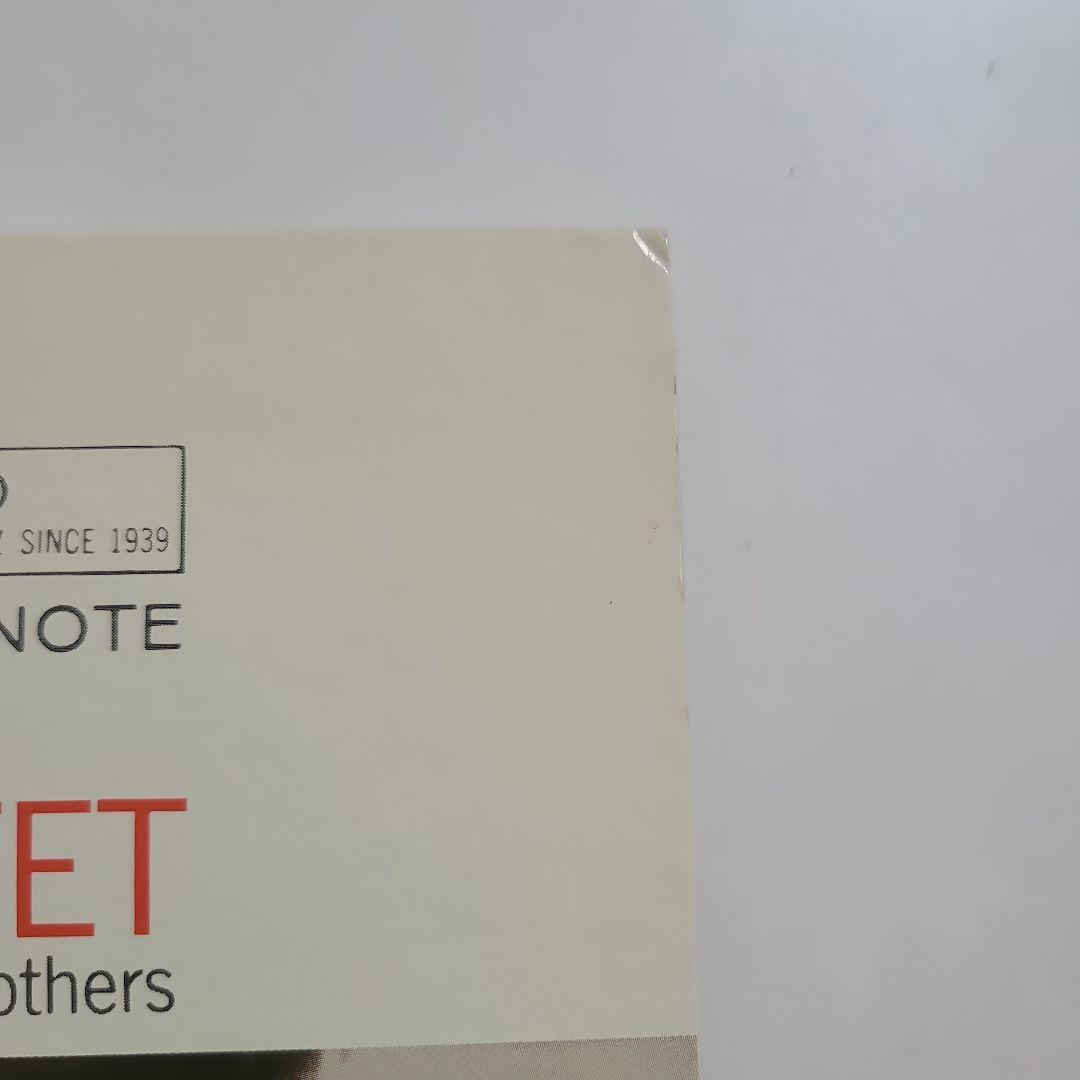 SINCE 1939
NOTE
ET
others